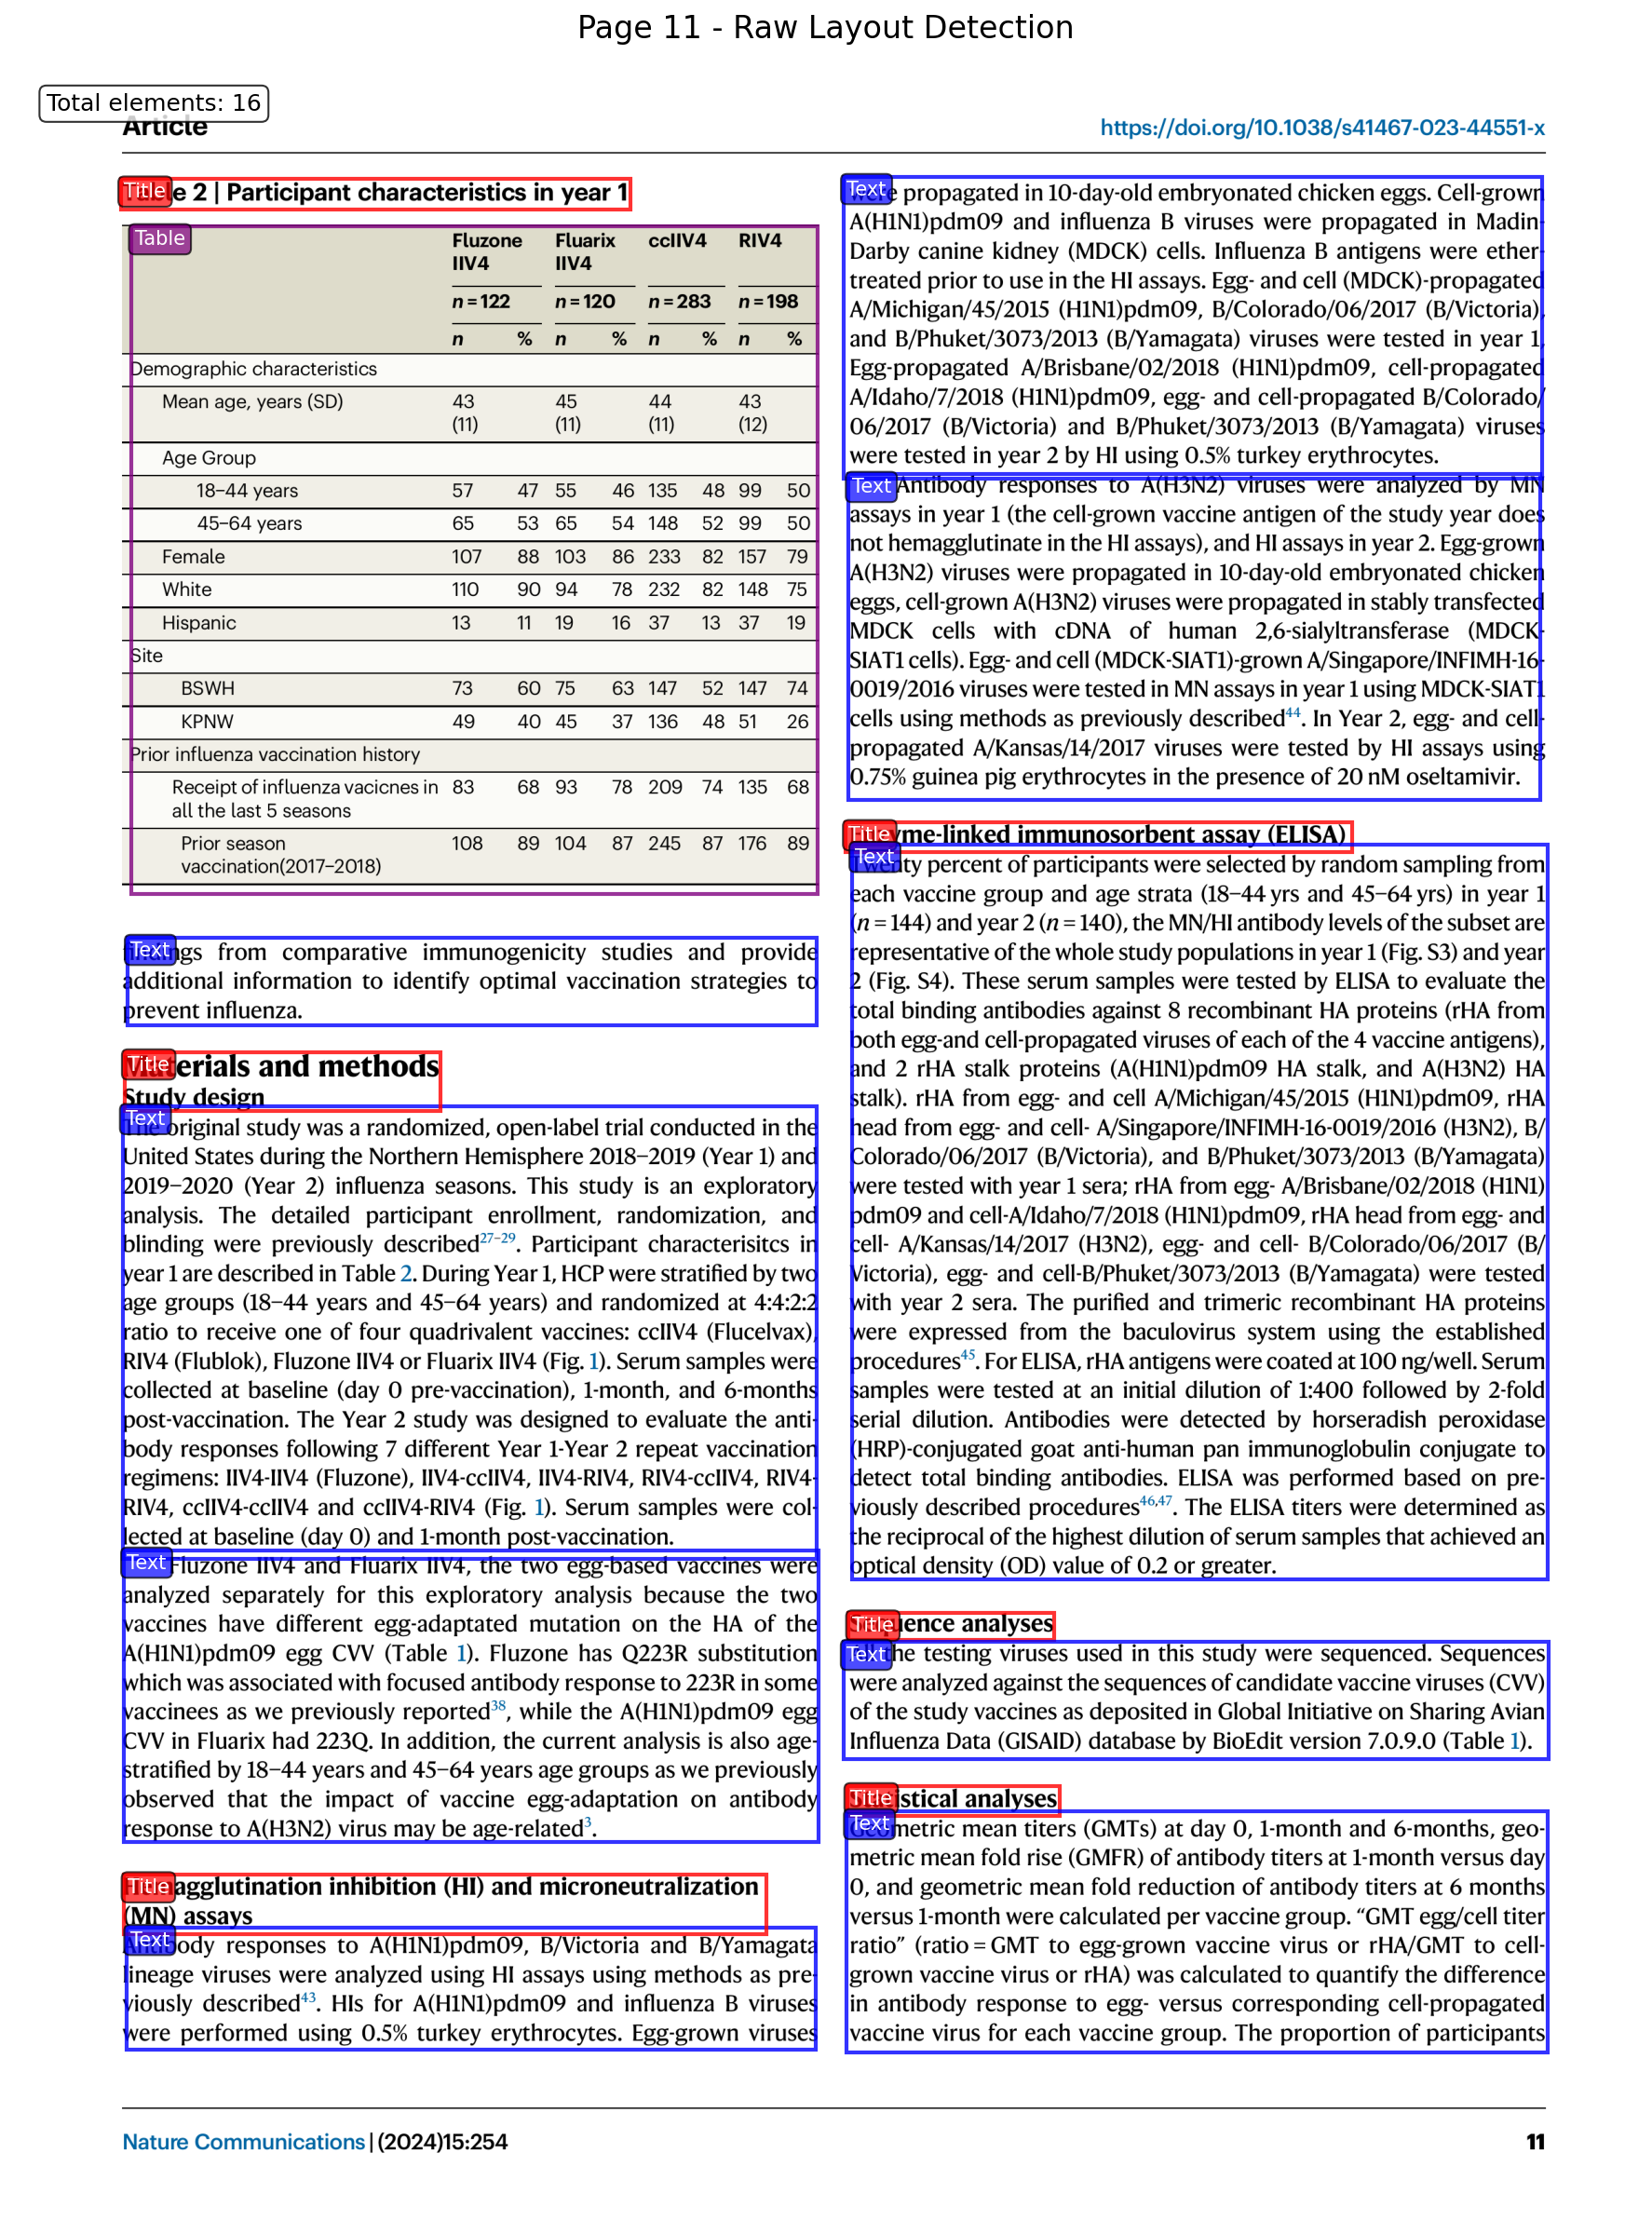 Page 11 - Raw Layout Detection
Total elements: 16
Article
https://doi.org/10.1038/s41467-023-44551-x
Title
e 2 | Participant characteristics in year 1
Table
Fluzone IIV4 Fluarix IIV4 ccIIV4 RIV4
n = 122 n = 120 n = 283 n = 198
n % n % n % n %
Demographic characteristics
Mean age, years (SD) 43 (11) 45 (11) 44 (11) 43 (12)
Age Group
18–44 years 57 47 55 46 135 48 99 50
45–64 years 65 53 65 54 148 52 99 50
Female 107 88 103 86 233 82 157 79
White 110 90 94 78 232 82 148 75
Hispanic 13 11 19 16 37 13 37 19
Site
BSWH 73 60 75 63 147 52 147 74
KPNW 49 40 45 37 136 48 51 26
Prior influenza vaccination history
Receipt of influenza vacicnes in 83 68 93 78 209 74 135 68
all the last 5 seasons
Prior season 108 89 104 87 245 87 176 89
vaccination(2017–2018)
Text
ngs from comparative immunogenicity studies and provide
additional information to identify optimal vaccination strategies to
prevent influenza.
Title
erials and methods
Study design
Text
The original study was a randomized, open-label trial conducted in the
United States during the Northern Hemisphere 2018–2019 (Year 1) and
2019–2020 (Year 2) influenza seasons. This study is an exploratory
analysis. The detailed participant enrollment, randomization, and
blinding were previously described27–29. Participant characterisitcs in
year 1 are described in Table 2. During Year 1, HCP were stratified by two
age groups (18–44 years and 45–64 years) and randomized at 4:4:2:2
ratio to receive one of four quadrivalent vaccines: ccIIV4 (Flucelvax),
RIV4 (Flublok), Fluzone IIV4 or Fluarix IIV4 (Fig. 1). Serum samples were
collected at baseline (day 0 pre-vaccination), 1-month, and 6-months
post-vaccination. The Year 2 study was designed to evaluate the anti-
body responses following 7 different Year 1-Year 2 repeat vaccination
regimens: IIV4-IIV4 (Fluzone), IIV4-ccIIV4, IIV4-RIV4, RIV4-ccIIV4, RIV4-
RIV4, ccIIV4-ccIIV4 and ccIIV4-RIV4 (Fig. 1). Serum samples were col-
lected at baseline (day 0) and 1-month post-vaccination.
Text
Fluzone IIV4 and Fluarix IIV4, the two egg-based vaccines were
analyzed separately for this exploratory analysis because the two
vaccines have different egg-adaptated mutation on the HA of the
A(H1N1)pdm09 egg CVV (Table 1). Fluzone has Q223R substitution
which was associated with focused antibody response to 223R in some
vaccinees as we previously reported38, while the A(H1N1)pdm09 egg
CVV in Fluarix had 223Q. In addition, the current analysis is also age-
stratified by 18–44 years and 45–64 years age groups as we previously
observed that the impact of vaccine egg-adaptation on antibody
response to A(H3N2) virus may be age-related3.
Title
agglutination inhibition (HI) and microneutralization
(MN) assays
Text
Antibody responses to A(H1N1)pdm09, B/Victoria and B/Yamagata
lineage viruses were analyzed using HI assays using methods as pre-
viously described43. HIs for A(H1N1)pdm09 and influenza B viruses
were performed using 0.5% turkey erythrocytes. Egg-grown viruses
Text
were propagated in 10-day-old embryonated chicken eggs. Cell-grown
A(H1N1)pdm09 and influenza B viruses were propagated in Madin-
Darby canine kidney (MDCK) cells. Influenza B antigens were ether-
treated prior to use in the HI assays. Egg- and cell (MDCK)-propagated
A/Michigan/45/2015 (H1N1)pdm09, B/Colorado/06/2017 (B/Victoria),
and B/Phuket/3073/2013 (B/Yamagata) viruses were tested in year 1.
Egg-propagated A/Brisbane/02/2018 (H1N1)pdm09, cell-propagated
A/Idaho/7/2018 (H1N1)pdm09, egg- and cell-propagated B/Colorado/
06/2017 (B/Victoria) and B/Phuket/3073/2013 (B/Yamagata) viruses
were tested in year 2 by HI using 0.5% turkey erythrocytes.
Text
Antibody responses to A(H3N2) viruses were analyzed by MN
assays in year 1 (the cell-grown vaccine antigen of the study year does
not hemagglutinate in the HI assays), and HI assays in year 2. Egg-grown
A(H3N2) viruses were propagated in 10-day-old embryonated chicken
eggs, cell-grown A(H3N2) viruses were propagated in stably transfected
MDCK cells with cDNA of human 2,6-sialyltransferase (MDCK-
SIAT1 cells). Egg- and cell (MDCK-SIAT1)-grown A/Singapore/INFIMH-16-
0019/2016 viruses were tested in MN assays in year 1 using MDCK-SIAT1
cells using methods as previously described44. In Year 2, egg- and cell-
propagated A/Kansas/14/2017 viruses were tested by HI assays using
0.75% guinea pig erythrocytes in the presence of 20 nM oseltamivir.
Title
yme-linked immunosorbent assay (ELISA)
Text
Twenty percent of participants were selected by random sampling from
each vaccine group and age strata (18–44 yrs and 45–64 yrs) in year 1
(n = 144) and year 2 (n = 140), the MN/HI antibody levels of the subset are
representative of the whole study populations in year 1 (Fig. S3) and year
2 (Fig. S4). These serum samples were tested by ELISA to evaluate the
total binding antibodies against 8 recombinant HA proteins (rHA from
both egg-and cell-propagated viruses of each of the 4 vaccine antigens),
and 2 rHA stalk proteins (A(H1N1)pdm09 HA stalk, and A(H3N2) HA
stalk). rHA from egg- and cell A/Michigan/45/2015 (H1N1)pdm09, rHA
head from egg- and cell- A/Singapore/INFIMH-16-0019/2016 (H3N2), B/
Colorado/06/2017 (B/Victoria), and B/Phuket/3073/2013 (B/Yamagata)
were tested with year 1 sera; rHA from egg- A/Brisbane/02/2018 (H1N1)
pdm09 and cell-A/Idaho/7/2018 (H1N1)pdm09, rHA head from egg- and
cell- A/Kansas/14/2017 (H3N2), egg- and cell- B/Colorado/06/2017 (B/
Victoria), egg- and cell-B/Phuket/3073/2013 (B/Yamagata) were tested
with year 2 sera. The purified and trimeric recombinant HA proteins
were expressed from the baculovirus system using the established
procedures45. For ELISA, rHA antigens were coated at 100 ng/well. Serum
samples were tested at an initial dilution of 1:400 followed by 2-fold
serial dilution. Antibodies were detected by horseradish peroxidase
(HRP)-conjugated goat anti-human pan immunoglobulin conjugate to
detect total binding antibodies. ELISA was performed based on pre-
viously described procedures46,47. The ELISA titers were determined as
the reciprocal of the highest dilution of serum samples that achieved an
optical density (OD) value of 0.2 or greater.
Title
uence analyses
Text
the testing viruses used in this study were sequenced. Sequences
were analyzed against the sequences of candidate vaccine viruses (CVV)
of the study vaccines as deposited in Global Initiative on Sharing Avian
Influenza Data (GISAID) database by BioEdit version 7.0.9.0 (Table 1).
Title
istical analyses
Text
Geometric mean titers (GMTs) at day 0, 1-month and 6-months, geo-
metric mean fold rise (GMFR) of antibody titers at 1-month versus day
0, and geometric mean fold reduction of antibody titers at 6 months
versus 1-month were calculated per vaccine group. “GMT egg/cell titer
ratio” (ratio = GMT to egg-grown vaccine virus or rHA/GMT to cell-
grown vaccine virus or rHA) was calculated to quantify the difference
in antibody response to egg- versus corresponding cell-propagated
vaccine virus for each vaccine group. The proportion of participants
Nature Communications | (2024)15:254
11